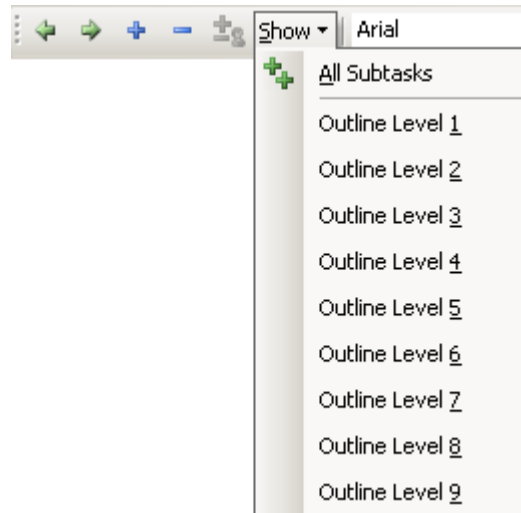 Show Arial
All Subtasks
Outline Level 1
Outline Level 2
Outline Level 3
Outline Level 4
Outline Level 5
Outline Level 6
Outline Level 7
Outline Level 8
Outline Level 9